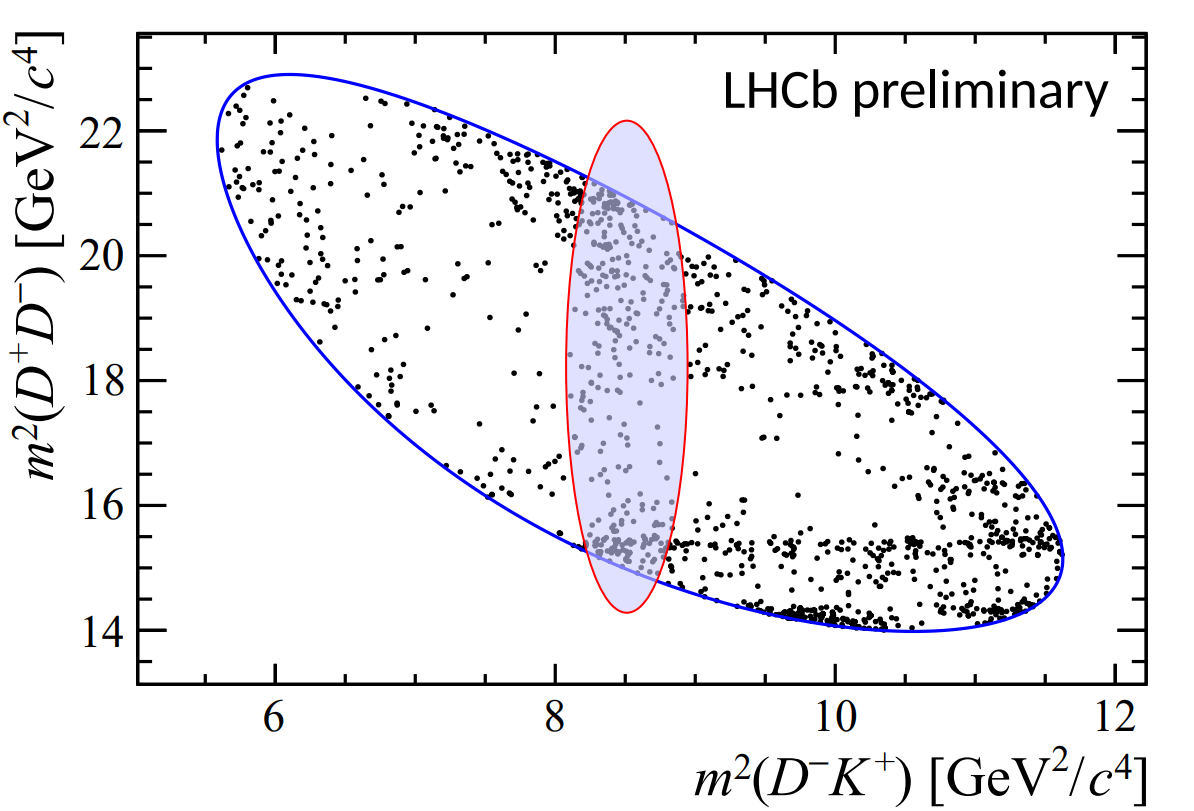 LHCb preliminary
m²(D⁺D⁻) [GeV²/c⁴]
22
20
18
16
14
6 8 10 12
m²(D⁻K⁺) [GeV²/c⁴]